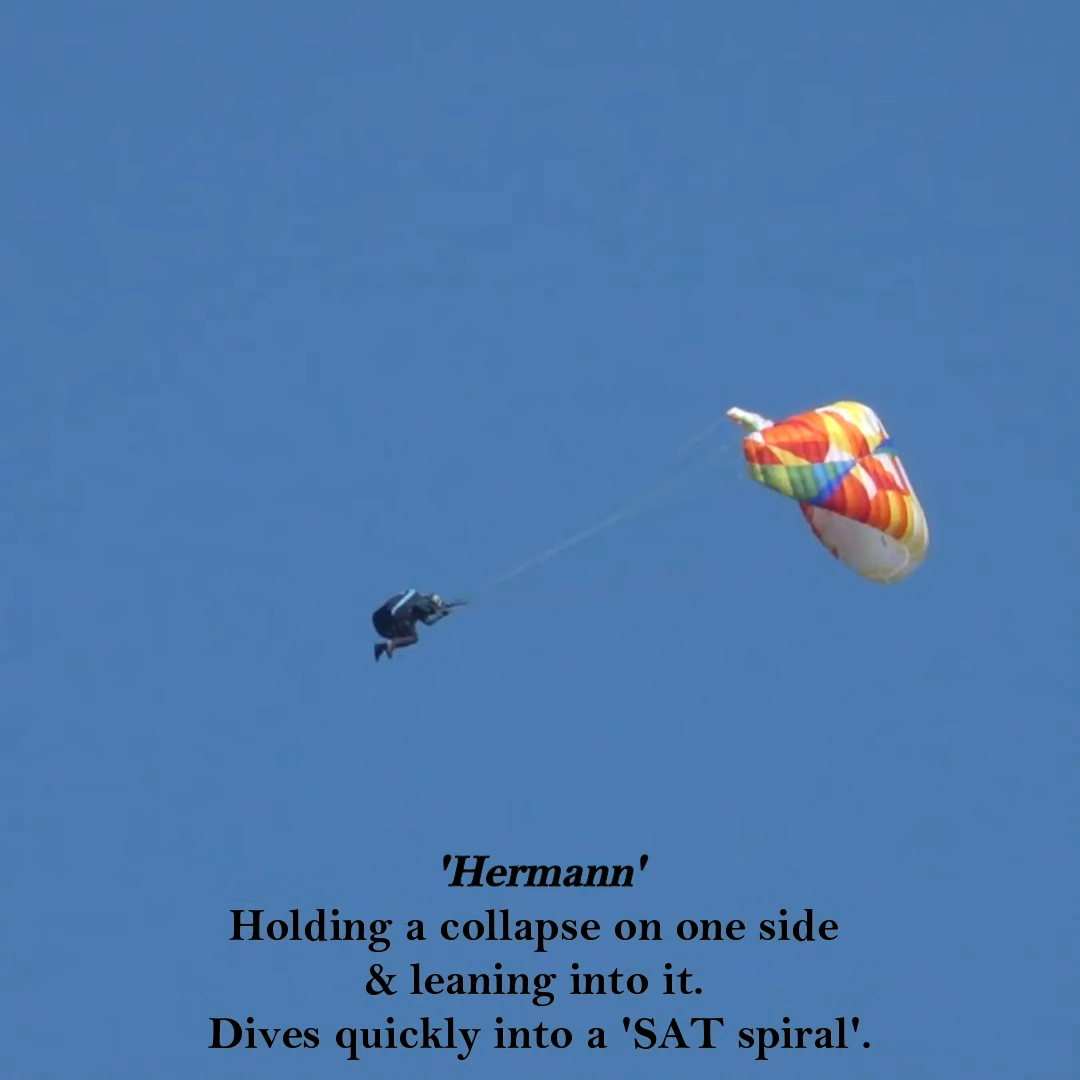 'Hermann'
Holding a collapse on one side
& leaning into it.
Dives quickly into a 'SAT spiral'.